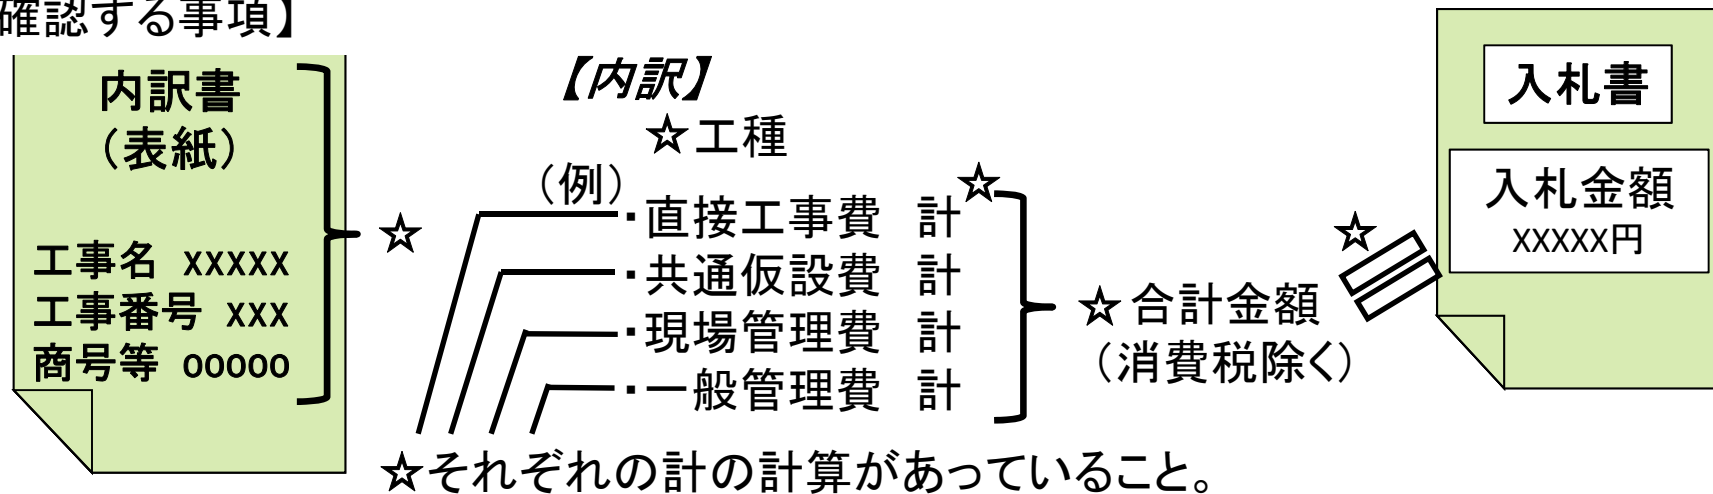 確認する事項】
内訳書
（表紙）
工事名 xxxxx
工事番号 xxx
商号等 ooooo
☆
【内訳】
☆工種
（例）
・直接工事費 計
☆
・共通仮設費 計
・現場管理費 計
・一般管理費 計
☆合計金額
（消費税除く）
☆それぞれの計の計算があっていること。
☆
入札書
入札金額
XXXXX円